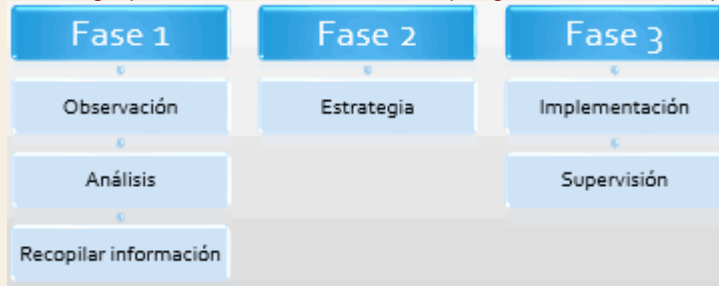 Fase 1
Fase 2
Fase 3
Observación
Estrategia
Implementación
Análisis
Supervisión
Recopilar información